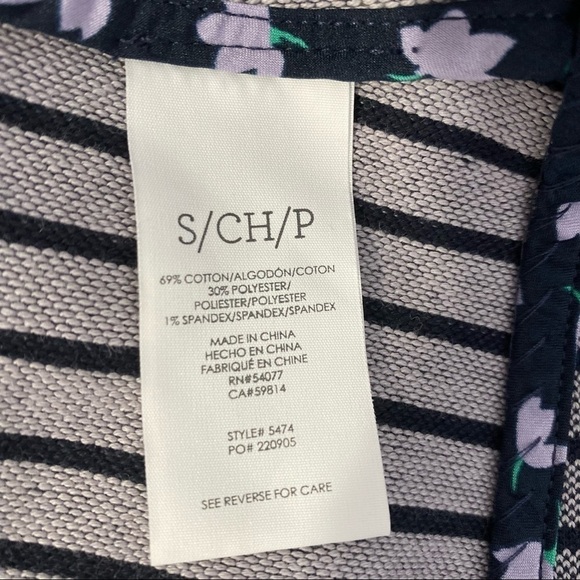 S/CH/P
69% COTTON/ALGODÓN/COTON
30% POLYESTER/
POLIESTER/POLYESTER
1% SPANDEX/SPANDEX/SPANDEX
MADE IN CHINA
HECHO EN CHINA
FABRIQUÉ EN CHINE
RN#54077
CA#59814
STYLE# 5474
PO# 220905
SEE REVERSE FOR CARE